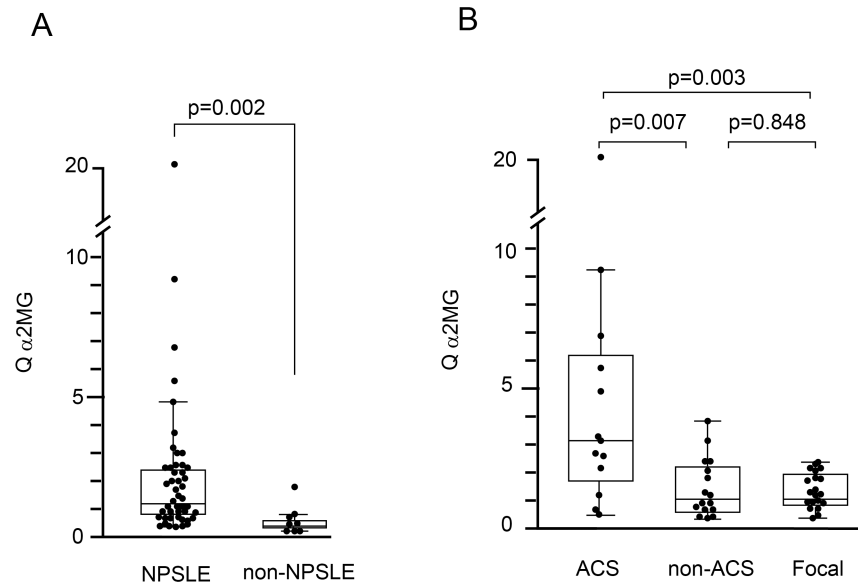 A
p=0.002
20
10
5
0
Q α2MG
NPSLE non-NPSLE
B
p=0.003
p=0.007 p=0.848
20
10
5
0
Q α2MG
ACS non-ACS Focal